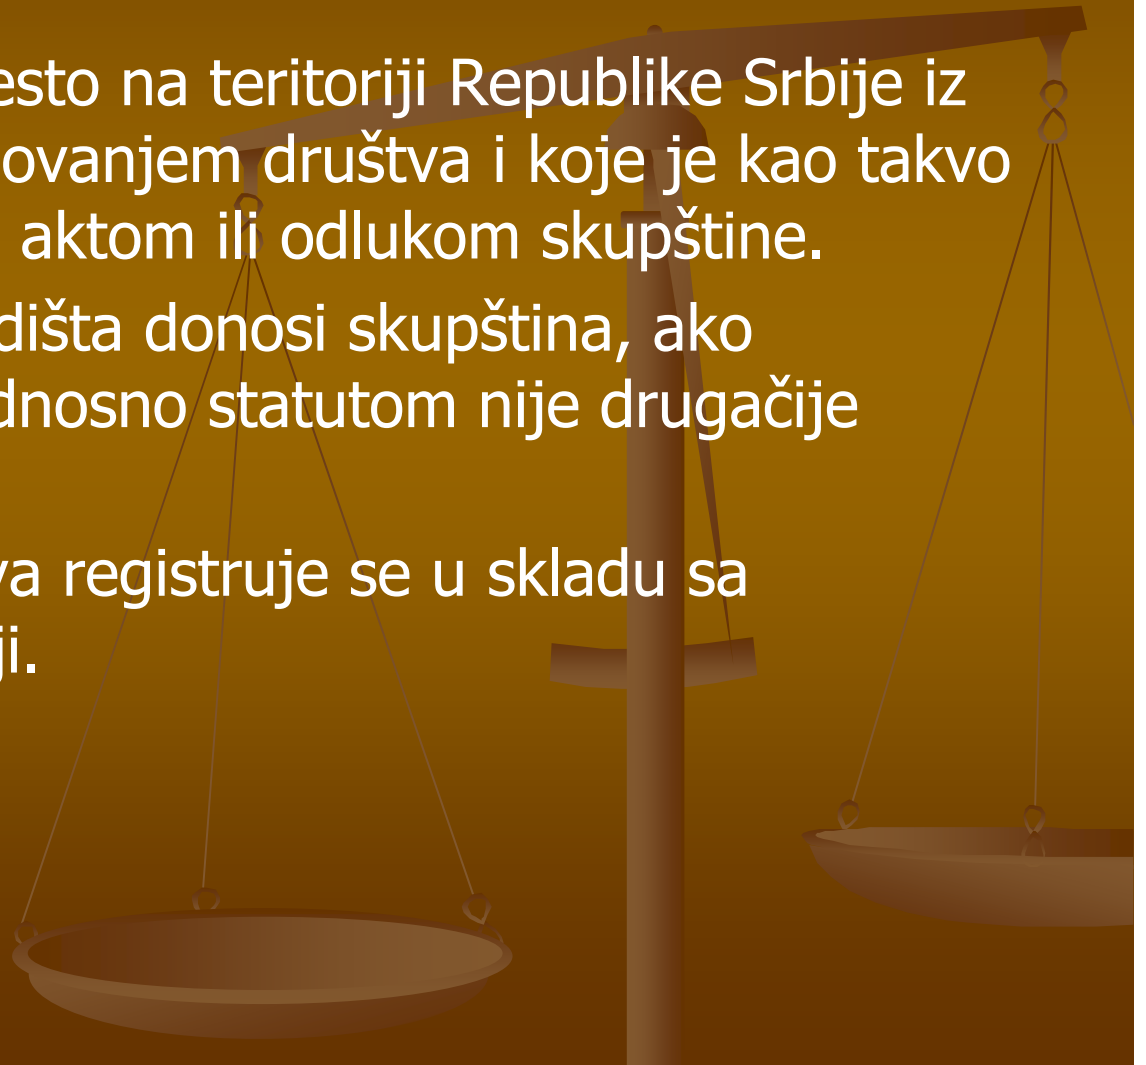 esto na teritoriji Republike Srbije iz
ovanjem društva i koje je kao takvo
aktom ili odlukom skupštine.
dišta donosi skupština, ako
dnosno statutom nije drugačije
va registruje se u skladu sa
ji.